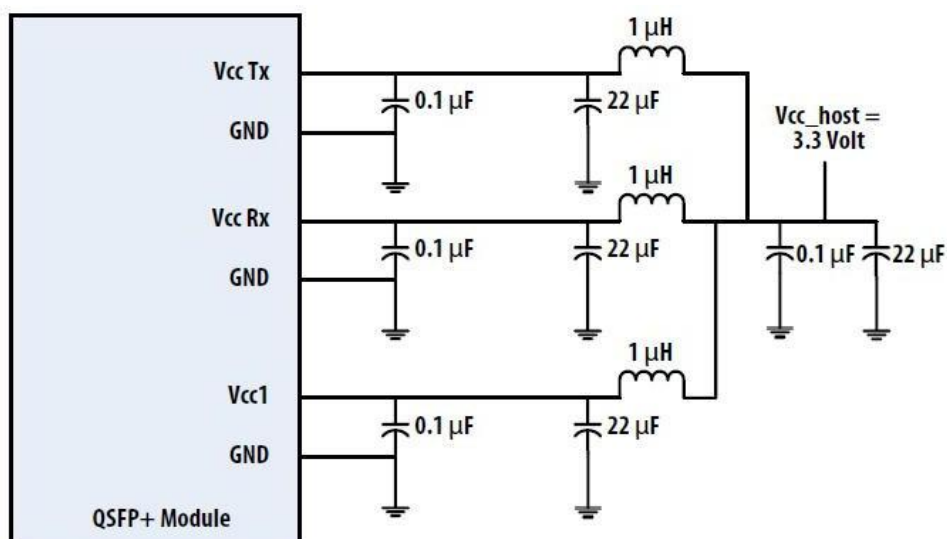 1 μH
Vcc Tx
0.1 μF
22 μF
GND
Vcc_host =
3.3 Volt
1 μH
Vcc Rx
0.1 μF
22 μF
0.1 μF
22 μF
GND
1 μH
Vcc1
0.1 μF
22 μF
GND
QSFP+ Module